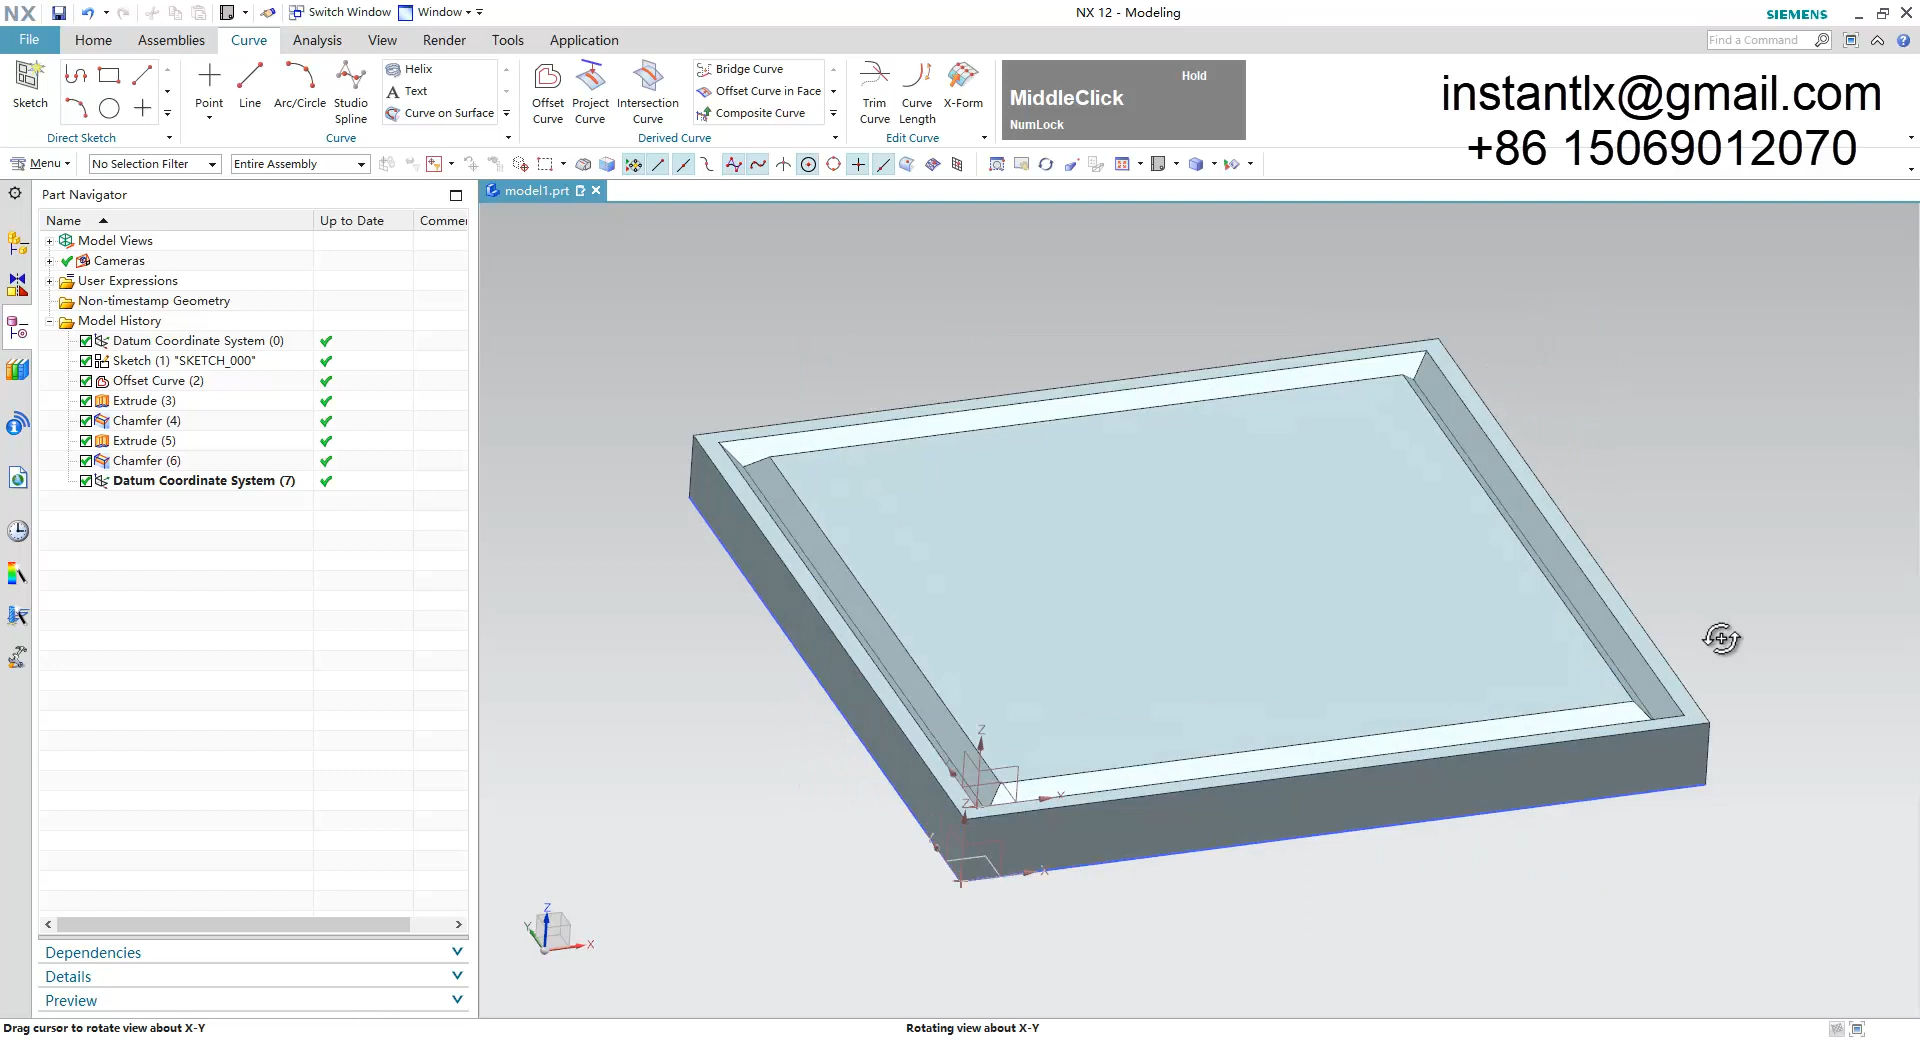 NX
Switch Window
Window
NX 12 - Modeling
SIEMENS
File
Home
Assemblies
Curve
Analysis
View
Render
Tools
Application
Find a Command
Sketch
Direct Sketch
Point
Line
Arc/Circle
Studio
Spline
Helix
Text
Curve on Surface
Curve
Offset
Curve
Project
Curve
Intersection
Curve
Bridge Curve
Offset Curve in Face
Composite Curve
Derived Curve
Trim
Curve
Curve
Length
X-Form
Edit Curve
Hold
MiddleClick
NumLock
instantlx@gmail.com
+86 15069012070
Menu
No Selection Filter
Entire Assembly
Part Navigator
model1.prt
Name
Up to Date
Commer
Model Views
Cameras
User Expressions
Non-timestamp Geometry
Model History
Datum Coordinate System (0)
Sketch (1) "SKETCH_000"
Offset Curve (2)
Extrude (3)
Chamfer (4)
Extrude (5)
Chamfer (6)
Datum Coordinate System (7)
Z
X
Z
X
Z
Y
X
Dependencies
Details
Preview
Drag cursor to rotate view about X-Y
Rotating view about X-Y